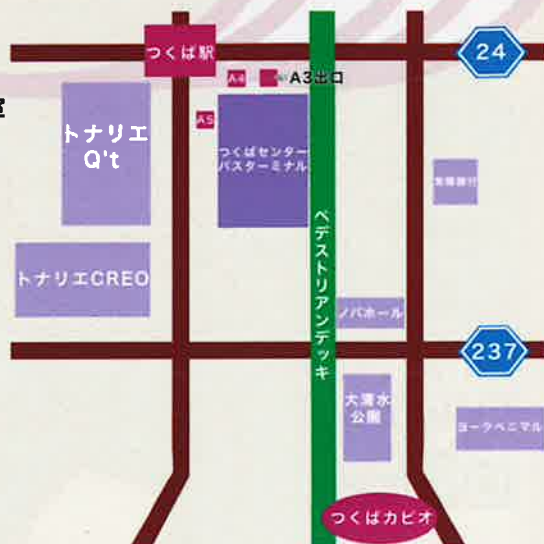 つくば駅
24
A4
A3出口
A5
トナリエ
Q't
つくばセンター
バスターミナル
常陽銀行
ペデストリアンデッキ
トナリエCREO
ノバホール
237
大清水
公園
ヨークベニマル
つくばカピオ